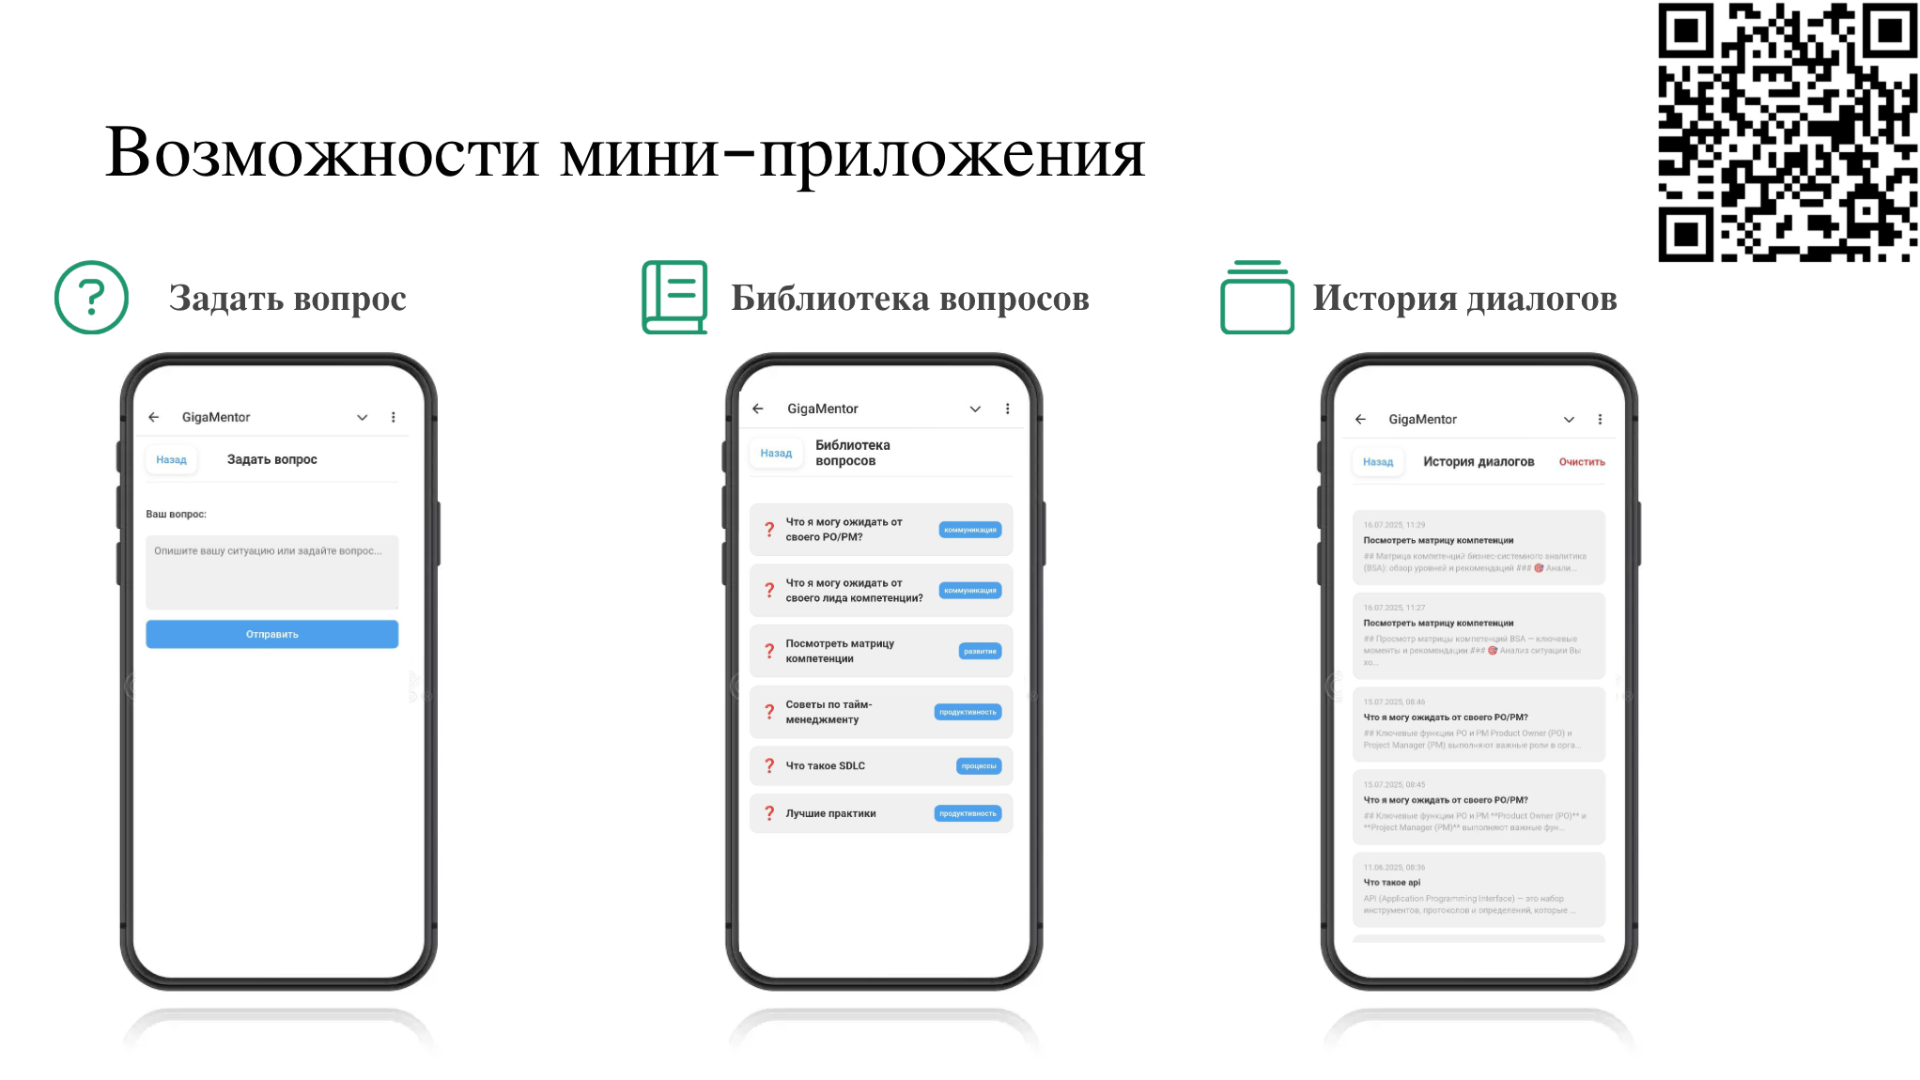 Возможности мини-приложения
Задать вопрос
Библиотека вопросов
История диалогов
GigaMentor
Назад
Задать вопрос
Ваш вопрос:
Опишите вашу ситуацию или задайте вопрос...
Отправить
GigaMentor
Назад
Библиотека
вопросов
Что я могу ожидать от
своего PO/PM?
коммуникация
Что я могу ожидать от
своего лида компетенции?
коммуникация
Посмотреть матрицу
компетенции
развитие
Советы по тайм-
менеджменту
продуктивность
Что такое SDLC
процессы
Лучшие практики
продуктивность
GigaMentor
Назад
История диалогов
Очистить
16.07.2025, 11:29
Посмотреть матрицу компетенции
## Матрица компетенций бизнес-системного аналитика
(BSA): обзор уровней и рекомендаций ### 🎯 Анали...
16.07.2025, 11:27
Посмотреть матрицу компетенции
## Просмотр матрицы компетенций BSA — ключевые
моменты и рекомендации ### 🎯 Анализ ситуации Вы
хо...
15.07.2025, 08:46
Что я могу ожидать от своего PO/PM?
## Ключевые функции PO и PM Product Owner (PO) и
Project Manager (PM) выполняют важные роли в орга...
15.07.2025, 08:45
Что я могу ожидать от своего PO/PM?
## Ключевые функции PO и PM **Product Owner (PO)** и
**Project Manager (PM)** выполняют важные фун...
11.06.2025, 08:36
Что такое api
API (Application Programming Interface) — это набор
инструментов, протоколов и определений, которые ...